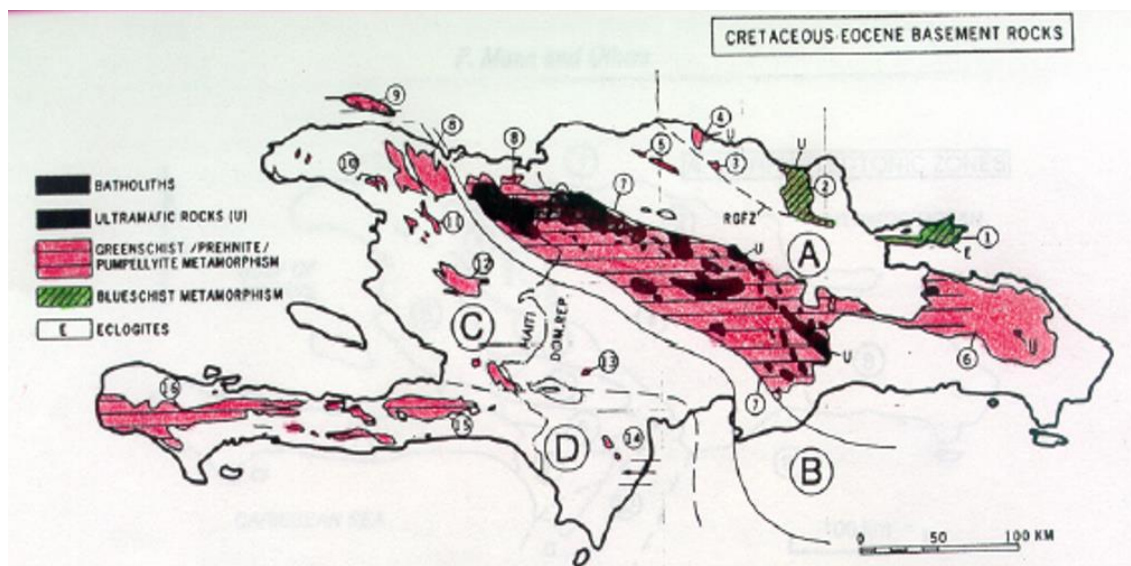 CRETACEOUS-EOCENE BASEMENT ROCKS
P. Mann and Others
BATHOLITHS
ULTRAMAFIC ROCKS (U)
GREENSCHIST /PREHNITE/
PUMPELLYITE METAMORPHISM
BLUESCHIST METAMORPHISM
E ECLOGITES
9
8
8
4
U
5
3
U
10
7
2
11
RGFZ
1
U
A
E
12
C
HAITI
DOM.REP.
U
U
6
13
16
7
15
D
14
B
CARIBBEAN SEA
0 50 100 KM
100 km